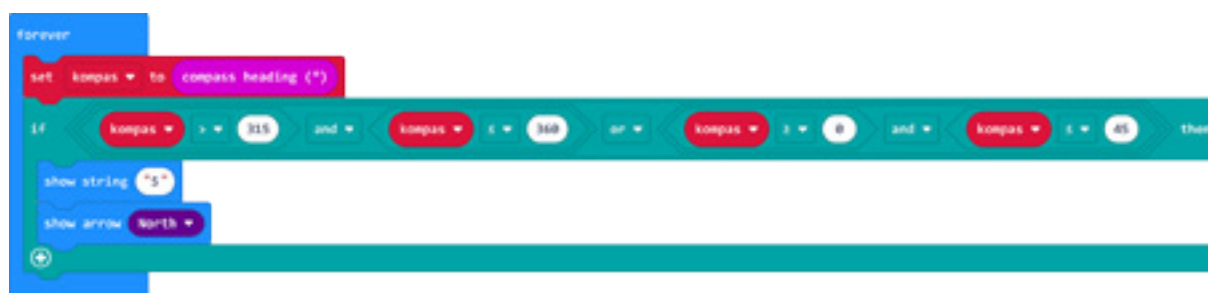 forever
set kompas to compass heading (°)
if kompas > 315 and kompas ≤ 360 or kompas ≥ 0 and kompas ≤ 45 then
show string "S"
show arrow North